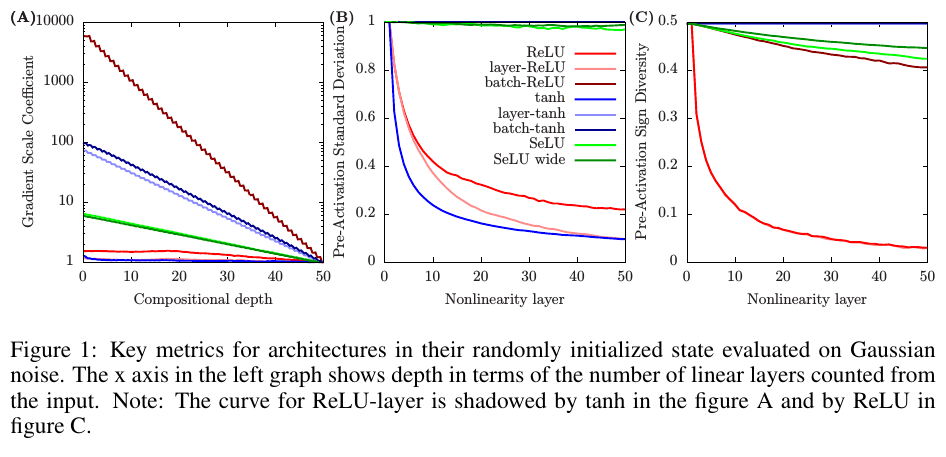 (A)
Gradient Scale Coefficient
10000
1000
100
10
1
0 10 20 30 40 50
Compositional depth
(B)
Pre-Activation Standard Deviation
1
0.8
0.6
0.4
0.2
0
ReLU
layer-ReLU
batch-ReLU
tanh
layer-tanh
batch-tanh
SeLU
SeLU wide
0 10 20 30 40 50
Nonlinearity layer
(C)
Pre-Activation Sign Diversity
0.5
0.4
0.3
0.2
0.1
0
0 10 20 30 40 50
Nonlinearity layer
Figure 1: Key metrics for architectures in their randomly initialized state evaluated on Gaussian
noise. The x axis in the left graph shows depth in terms of the number of linear layers counted from
the input. Note: The curve for ReLU-layer is shadowed by tanh in the figure A and by ReLU in
figure C.